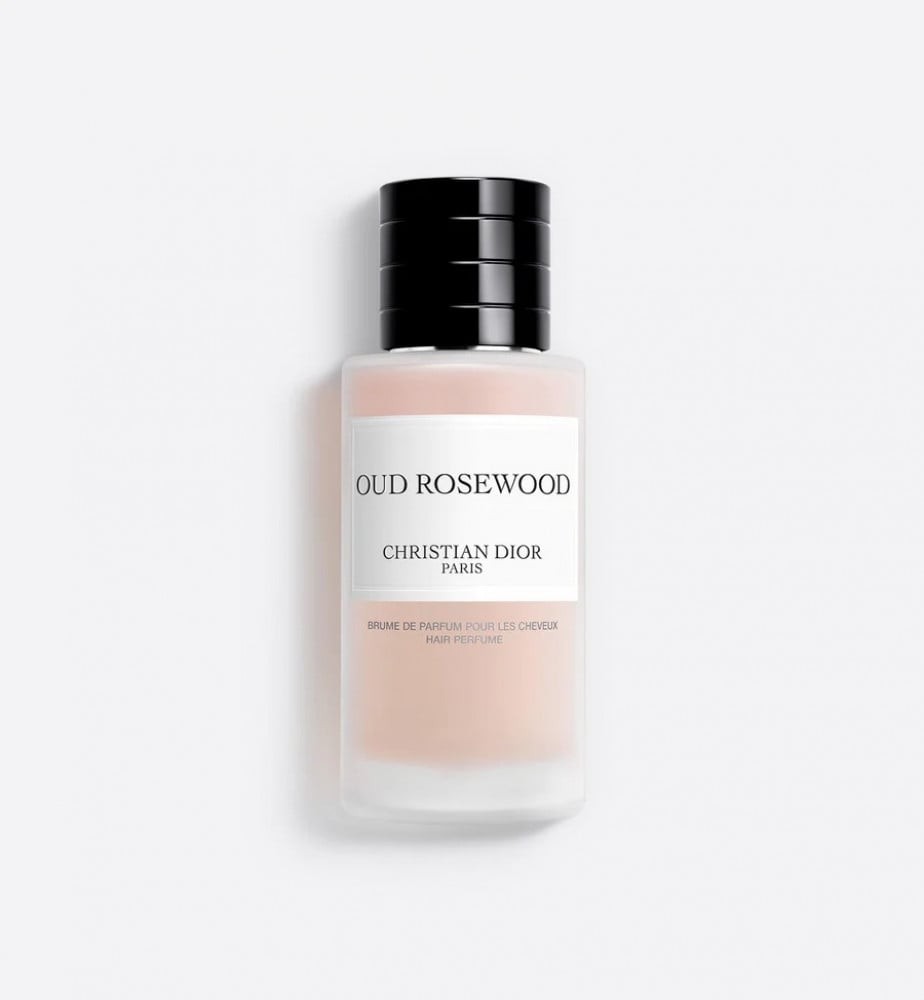 OUD ROSEWOOD
CHRISTIAN DIOR
PARIS
BRUME DE PARFUM POUR LES CHEVEUX
HAIR PERFUME